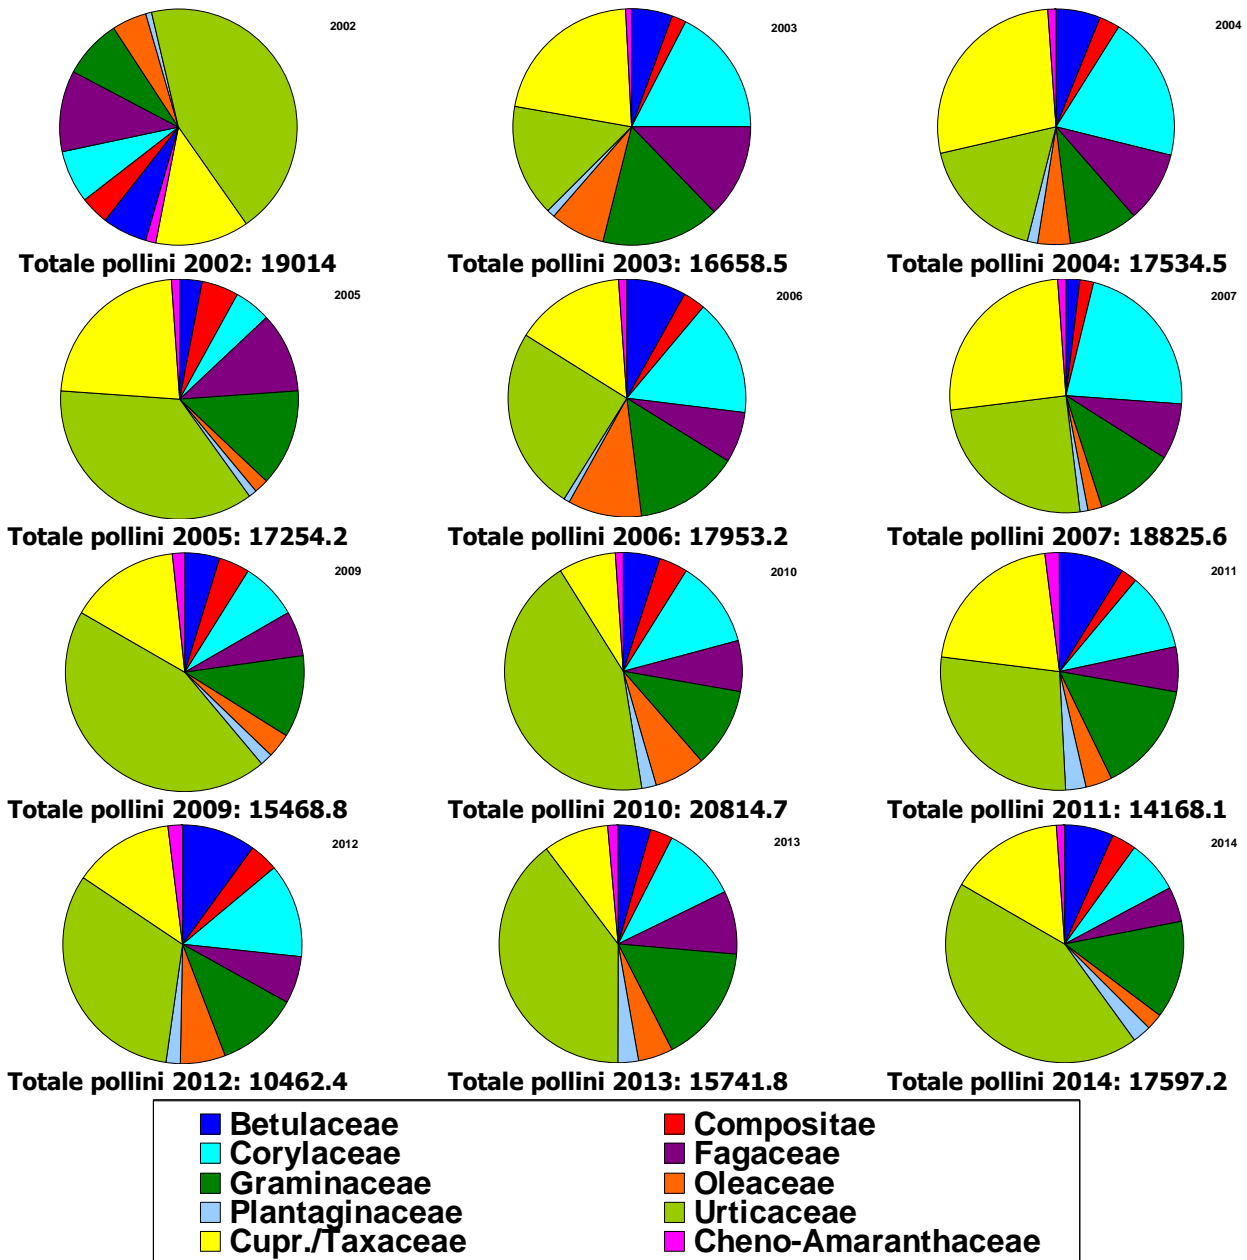 2002
2003
2004
Totale pollini 2002: 19014
Totale pollini 2003: 16658.5
Totale pollini 2004: 17534.5
2005
2006
2007
Totale pollini 2005: 17254.2
Totale pollini 2006: 17953.2
Totale pollini 2007: 18825.6
2009
2010
2011
Totale pollini 2009: 15468.8
Totale pollini 2010: 20814.7
Totale pollini 2011: 14168.1
2012
2013
2014
Totale pollini 2012: 10462.4
Totale pollini 2013: 15741.8
Totale pollini 2014: 17597.2
Betulaceae
Compositae
Corylaceae
Fagaceae
Graminaceae
Oleaceae
Plantaginaceae
Urticaceae
Cupr./Taxaceae
Cheno-Amaranthaceae